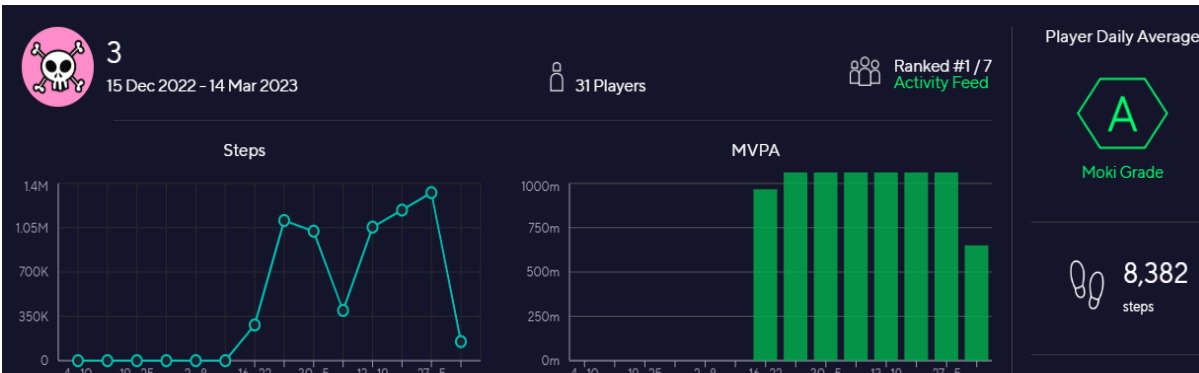 3
15 Dec 2022 - 14 Mar 2023
31 Players
Ranked #1 / 7
Activity Feed
Player Daily Average
A
Moki Grade
8,382
steps
Steps
1.4M
1.05M
700K
350K
0
MVPA
1000m
750m
500m
250m
0m